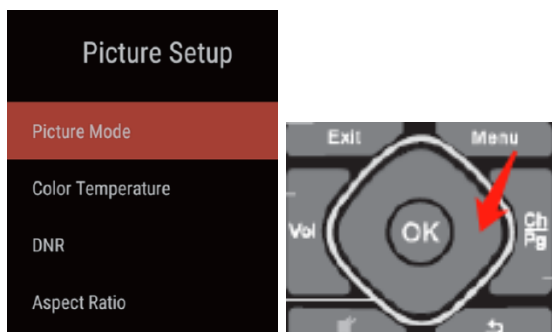 Picture Setup
Picture Mode
Color Temperature
DNR
Aspect Ratio
Exit
Menu
Vol
OK
Ch
Pg